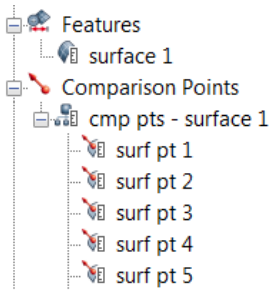 Features
surface 1
Comparison Points
cmp pts - surface 1
surf pt 1
surf pt 2
surf pt 3
surf pt 4
surf pt 5